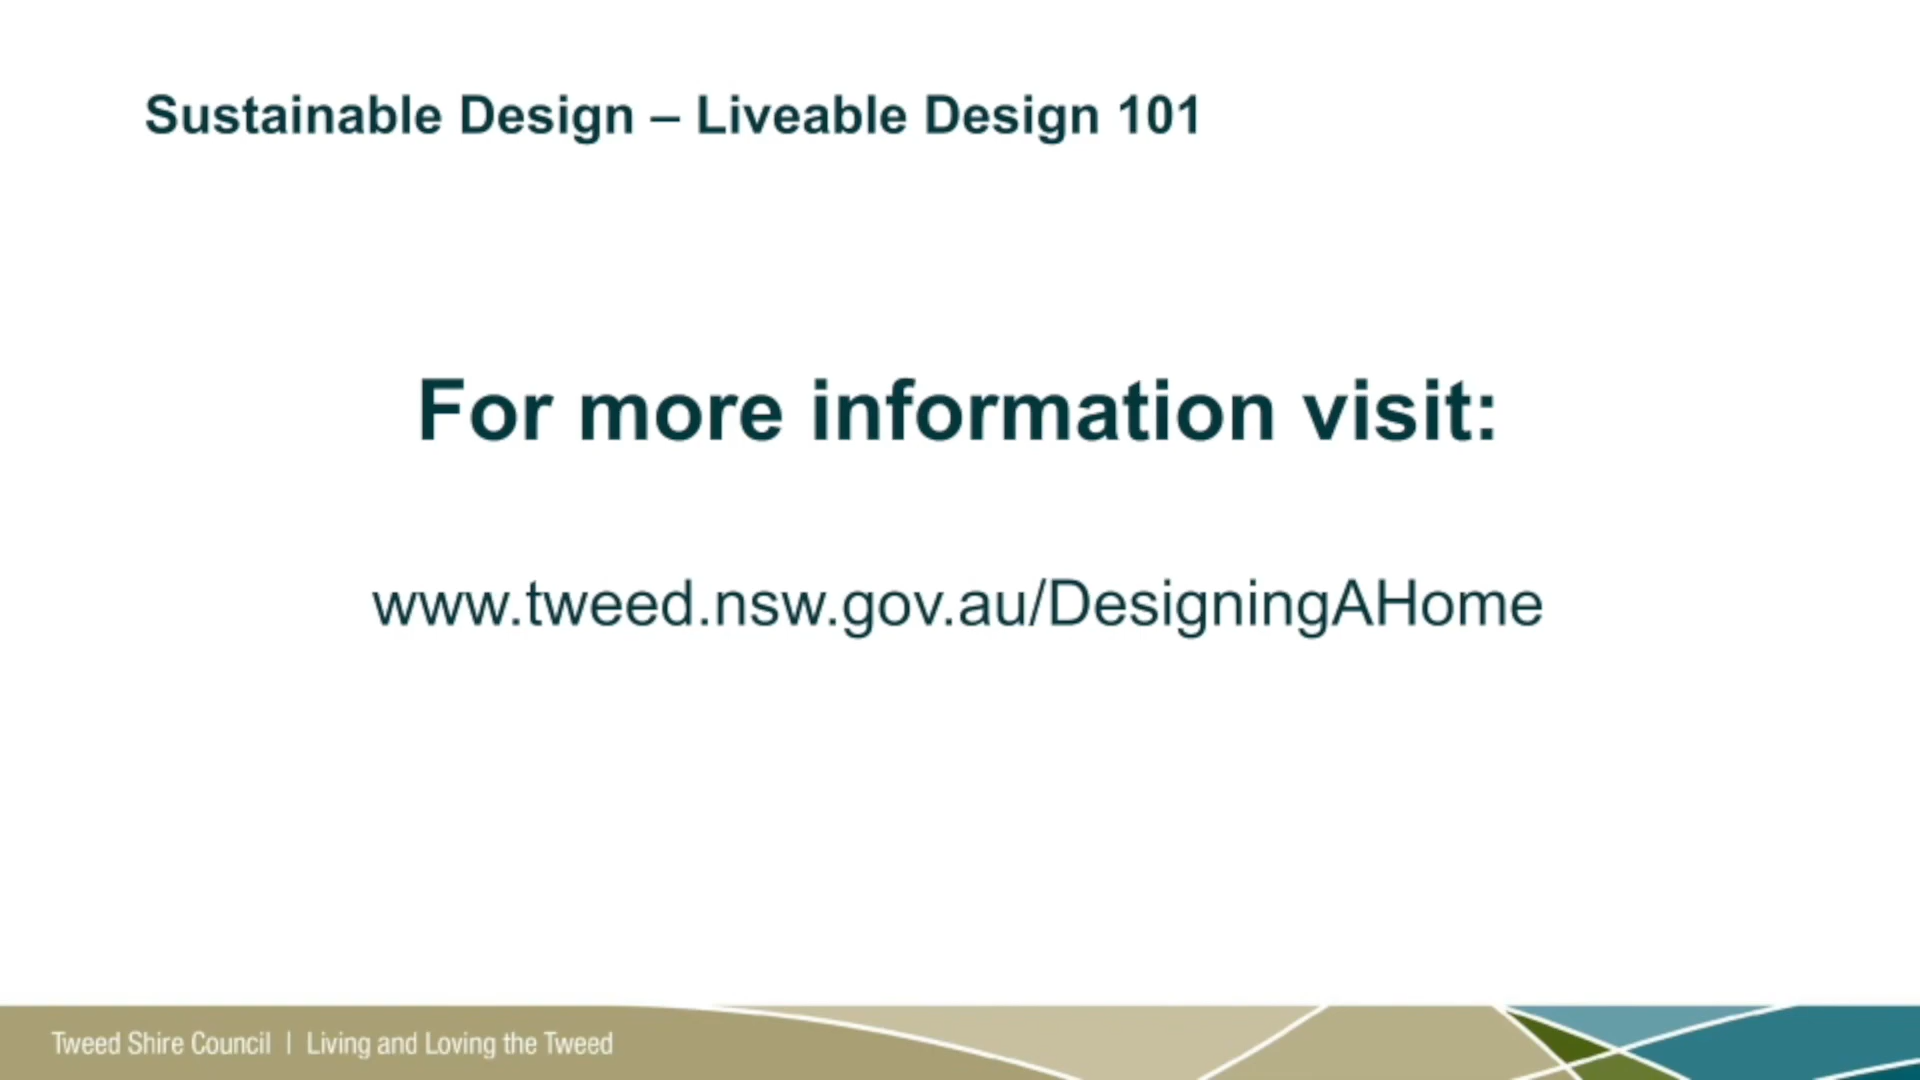 Sustainable Design – Liveable Design 101
For more information visit:
www.tweed.nsw.gov.au/DesigningAHome
Tweed Shire Council | Living and Loving the Tweed